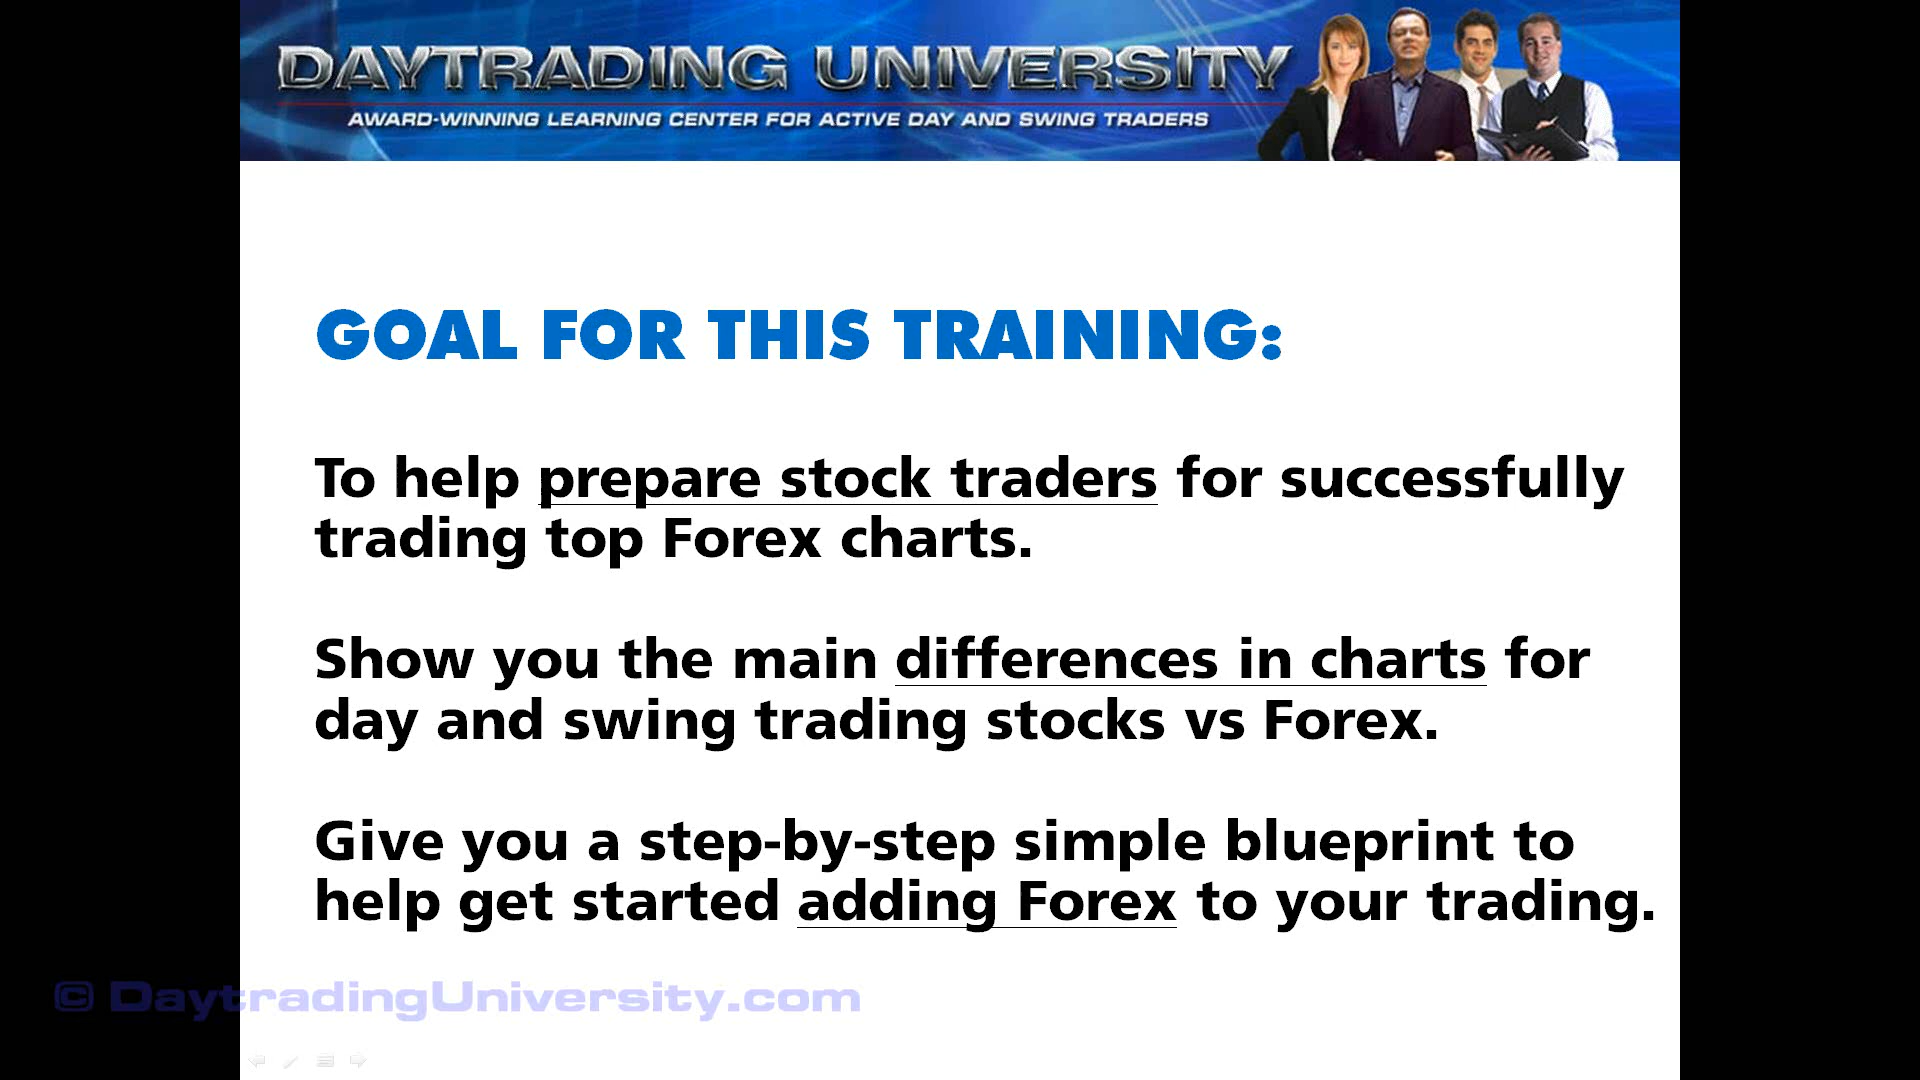 DAYTRADING UNIVERSITY
AWARD-WINNING LEARNING CENTER FOR ACTIVE DAY AND SWING TRADERS
GOAL FOR THIS TRAINING:
To help prepare stock traders for successfully
trading top Forex charts.
Show you the main differences in charts for
day and swing trading stocks vs Forex.
Give you a step-by-step simple blueprint to
help get started adding Forex to your trading.
© DaytradingUniversity.com